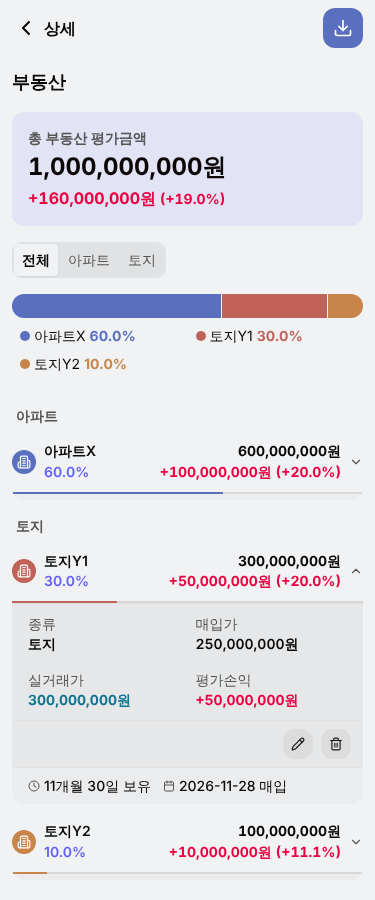 상세
부동산
총 부동산 평가금액
1,000,000,000원
+160,000,000원 (+19.0%)
전체 아파트 토지
아파트X 60.0% 토지Y1 30.0%
토지Y2 10.0%
아파트
아파트X 600,000,000원
60.0% +100,000,000원 (+20.0%)
토지
토지Y1 300,000,000원
30.0% +50,000,000원 (+20.0%)
종류 매입가
토지 250,000,000원
실거래가 평가손익
300,000,000원 +50,000,000원
11개월 30일 보유 2026-11-28 매입
토지Y2 100,000,000원
10.0% +10,000,000원 (+11.1%)